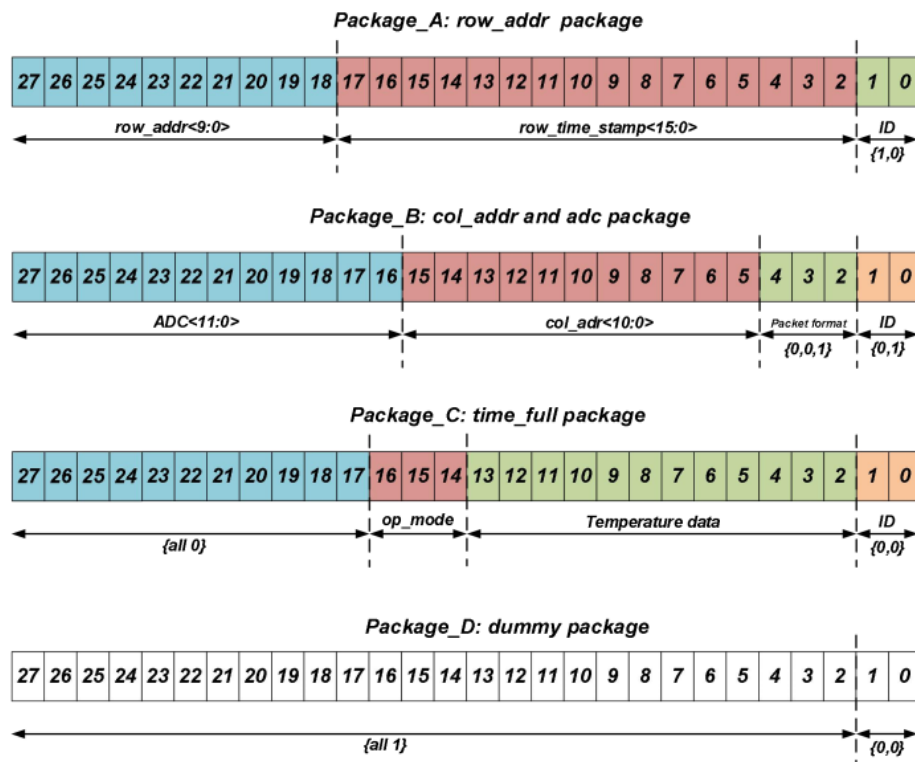 Package_A: row_addr package
27 26 25 24 23 22 21 20 19 18 17 16 15 14 13 12 11 10 9 8 7 6 5 4 3 2 1 0
row_addr<9:0> row_time_stamp<15:0> ID
{1,0}
Package_B: col_addr and adc package
27 26 25 24 23 22 21 20 19 18 17 16 15 14 13 12 11 10 9 8 7 6 5 4 3 2 1 0
ADC<11:0> col_adr<10:0> Packet format ID
{0,0,1} {0,1}
Package_C: time_full package
27 26 25 24 23 22 21 20 19 18 17 16 15 14 13 12 11 10 9 8 7 6 5 4 3 2 1 0
op_mode Temperature data ID
{all 0} {0,0}
Package_D: dummy package
27 26 25 24 23 22 21 20 19 18 17 16 15 14 13 12 11 10 9 8 7 6 5 4 3 2 1 0
{all 1} {0,0}